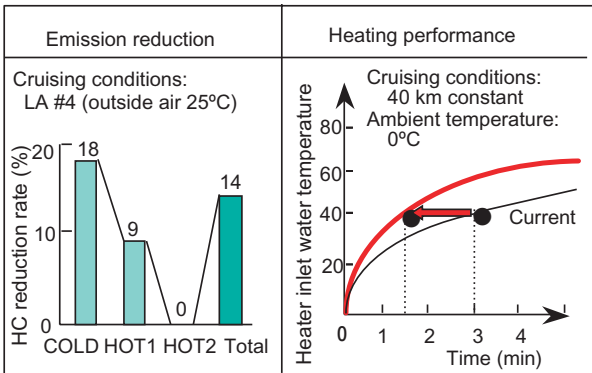 Emission reduction
Heating performance
Cruising conditions:
LA #4 (outside air 25ºC)
HC reduction rate (%)
20
10
0
18
9
0
14
COLD HOT1 HOT2 Total
Cruising conditions:
40 km constant
Ambient temperature:
0ºC
Heater inlet water temperature
80
60
40
20
Current
0 1 2 3 4
Time (min)